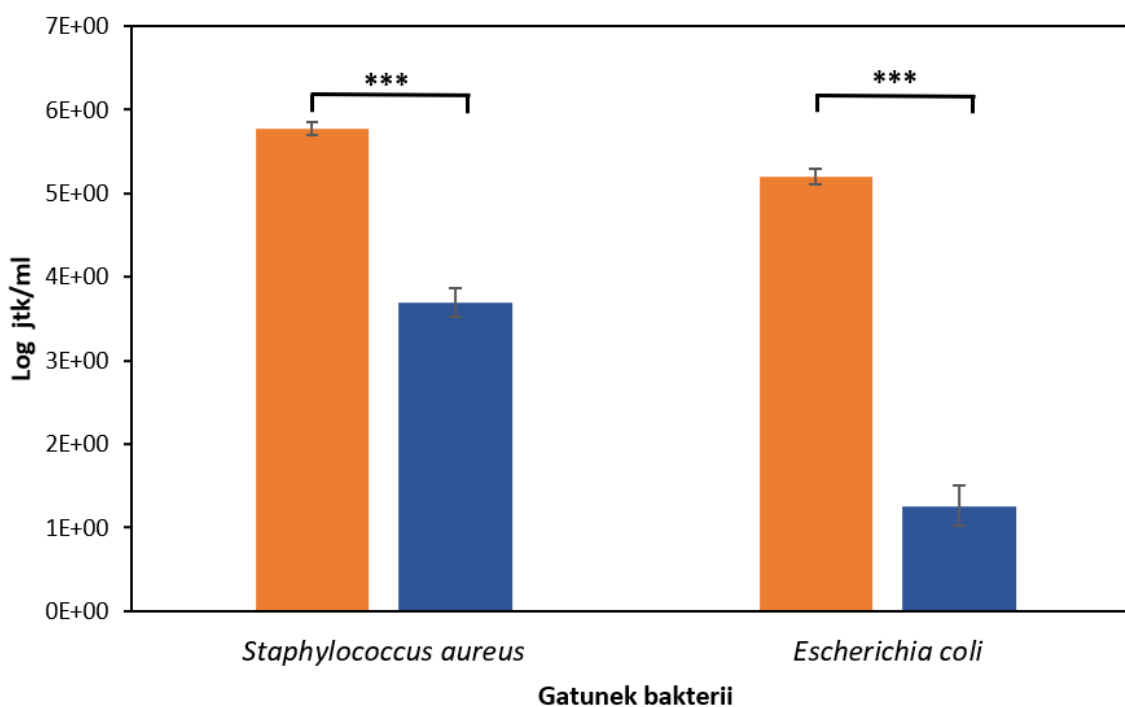 7E+00
6E+00
5E+00
4E+00
3E+00
2E+00
1E+00
0E+00
Log jtk/ml
***
***
Staphylococcus aureus
Escherichia coli
Gatunek bakterii